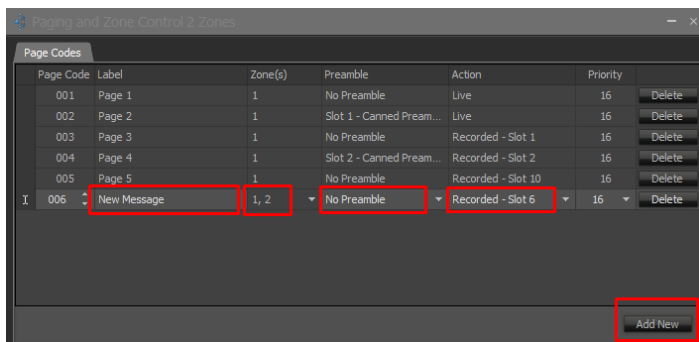 Paging and Zone Control 2 Zones
Page Codes
Page Code Label Zone(s) Preamble Action Priority
001 Page 1 1 No Preamble Live 16 Delete
002 Page 2 1 Slot 1 - Canned Pream... Live 16 Delete
003 Page 3 1 No Preamble Recorded - Slot 1 16 Delete
004 Page 4 1 Slot 2 - Canned Pream... Recorded - Slot 2 16 Delete
005 Page 5 1 No Preamble Recorded - Slot 10 16 Delete
006 New Message 1, 2 No Preamble Recorded - Slot 6 16 Delete
Add New